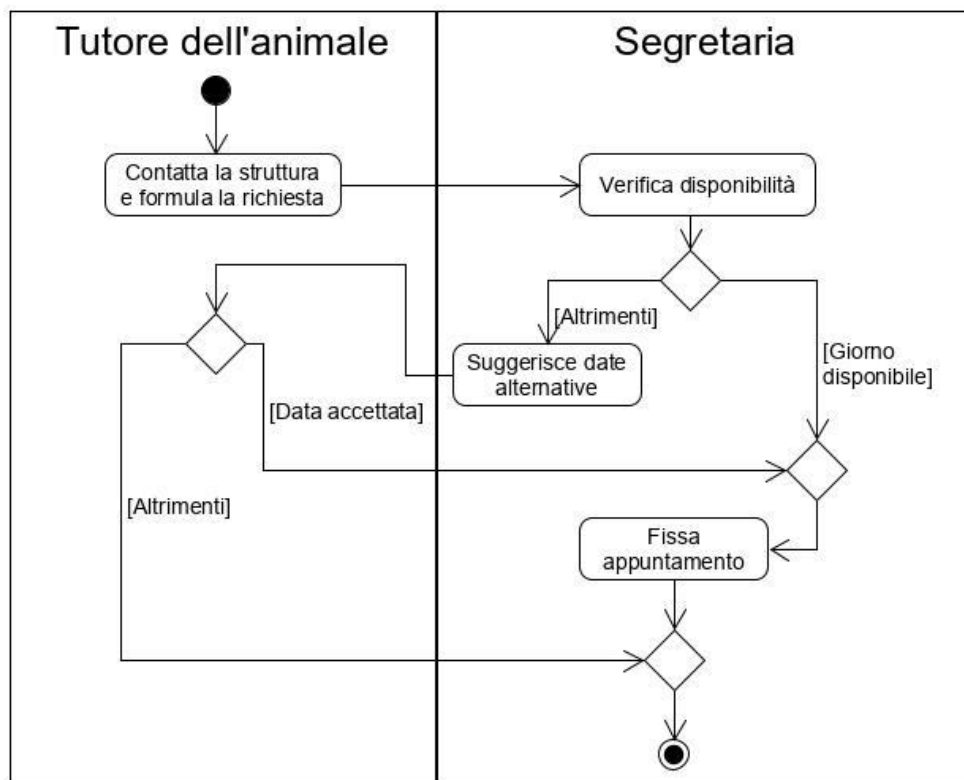 Tutore dell'animale
Segretaria
Contatta la struttura
e formula la richiesta
Verifica disponibilità
[Altrimenti]
[Giorno
disponibile]
Suggerisce date
alternative
[Data accettata]
[Altrimenti]
Fissa
appuntamento